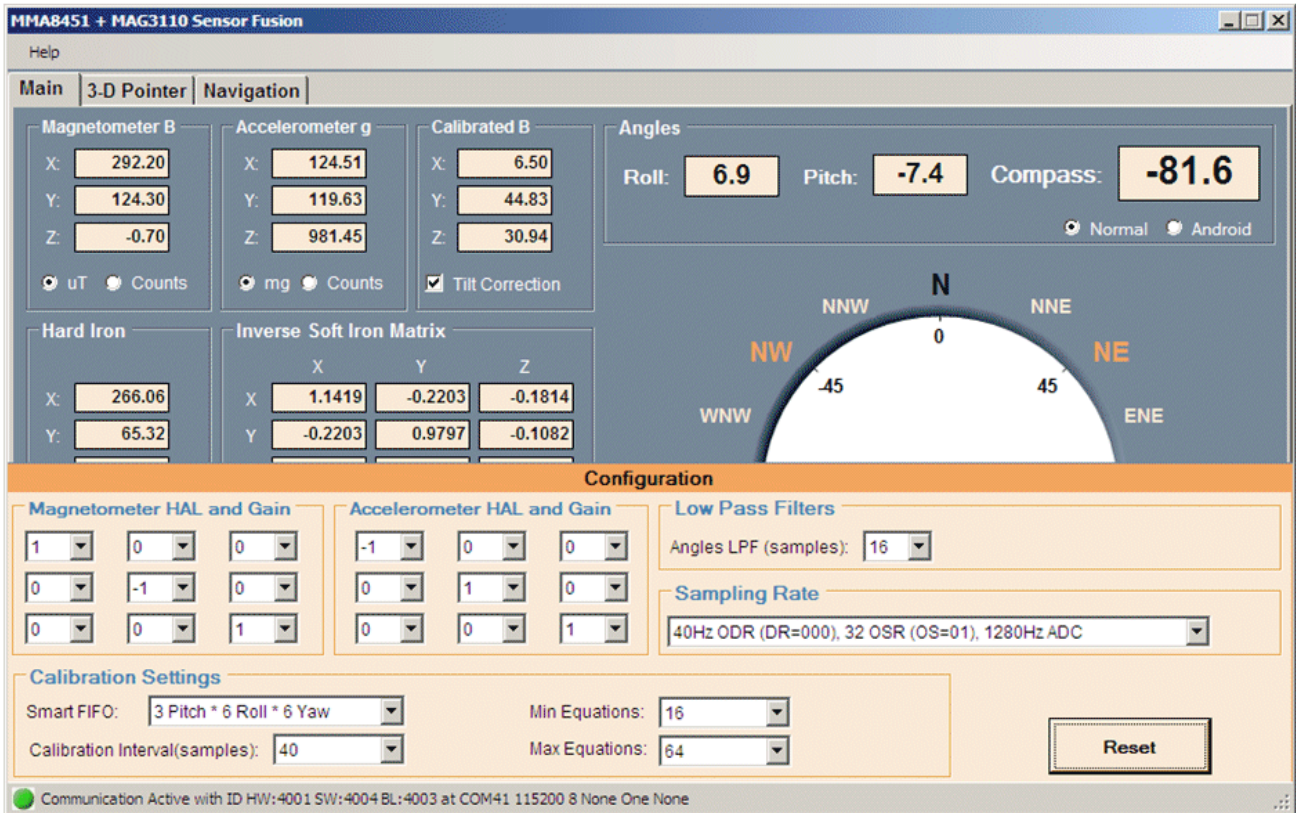 MMA8451 + MAG3110 Sensor Fusion
Help
Main 3-D Pointer Navigation
Magnetometer B
X: 292.20
Y: 124.30
Z: -0.70
uT Counts
Accelerometer g
X: 124.51
Y: 119.63
Z: 981.45
mg Counts
Calibrated B
X: 6.50
Y: 44.83
Z: 30.94
Tilt Correction
Angles
Roll: 6.9 Pitch: -7.4 Compass: -81.6
Normal Android
Hard Iron
X: 266.06
Y: 65.32
Inverse Soft Iron Matrix
X Y Z
X 1.1419 -0.2203 -0.1814
Y -0.2203 0.9797 -0.1082
N
NNW NNE
0
NW NE
-45 45
WNW ENE
Configuration
Magnetometer HAL and Gain
1 0 0
0 -1 0
0 0 1
Accelerometer HAL and Gain
-1 0 0
0 1 0
0 0 1
Low Pass Filters
Angles LPF (samples): 16
Sampling Rate
40Hz ODR (DR=000), 32 OSR (OS=01), 1280Hz ADC
Calibration Settings
Smart FIFO: 3 Pitch * 6 Roll * 6 Yaw
Min Equations: 16
Calibration Interval(samples): 40
Max Equations: 64
Reset
Communication Active with ID HW:4001 SW:4004 BL:4003 at COM41 115200 8 None One None